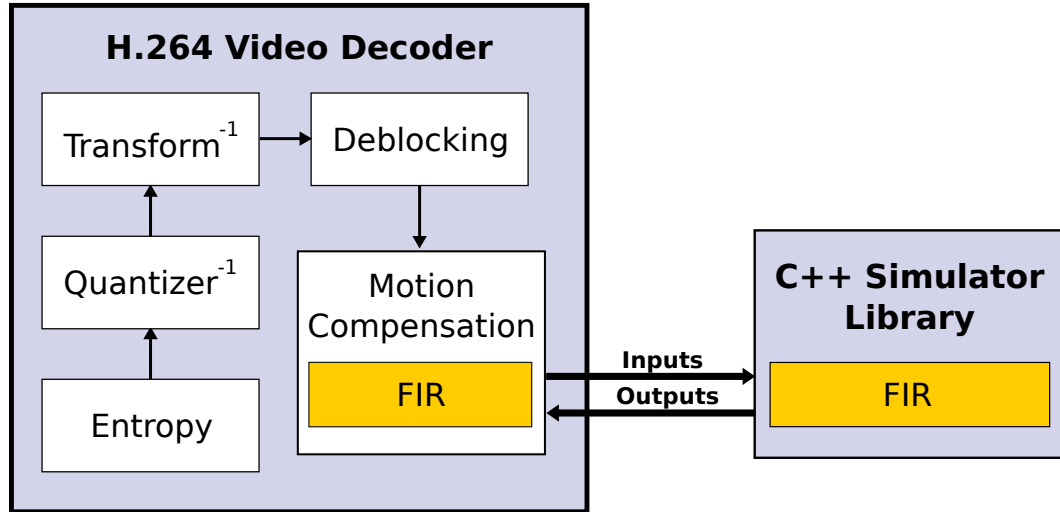 H.264 Video Decoder
Transform-1
Deblocking
Quantizer-1
Motion
Compensation
FIR
Entropy
Inputs
Outputs
C++ Simulator
Library
FIR